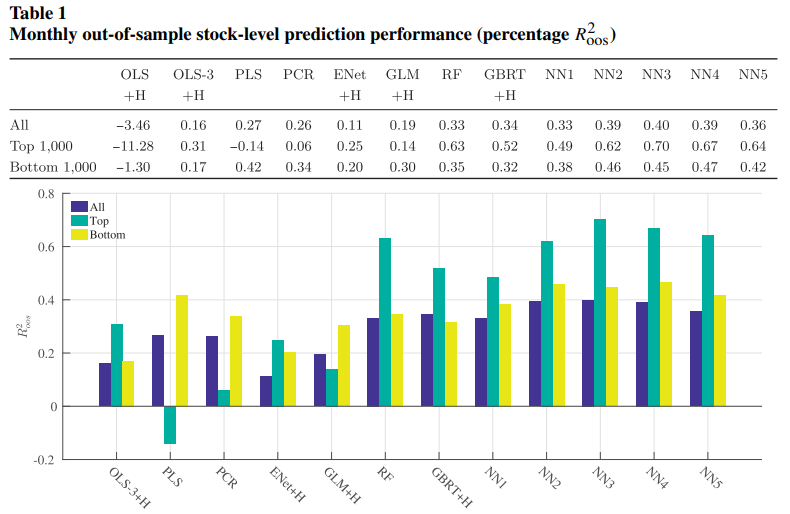 Table 1
Monthly out-of-sample stock-level prediction performance (percentage R²oos)
OLS OLS-3 PLS PCR ENet GLM RF GBRT NN1 NN2 NN3 NN4 NN5
+H +H +H +H +H
All −3.46 0.16 0.27 0.26 0.11 0.19 0.33 0.34 0.33 0.39 0.40 0.39 0.36
Top 1,000 −11.28 0.31 −0.14 0.06 0.25 0.14 0.63 0.52 0.49 0.62 0.70 0.67 0.64
Bottom 1,000 −1.30 0.17 0.42 0.34 0.20 0.30 0.35 0.32 0.38 0.46 0.45 0.47 0.42
0.8
All
Top
Bottom
0.6
0.4
R²oos
0.2
0
-0.2
OLS-3+H PLS PCR ENet+H GLM+H RF GBRT+H NN1 NN2 NN3 NN4 NN5